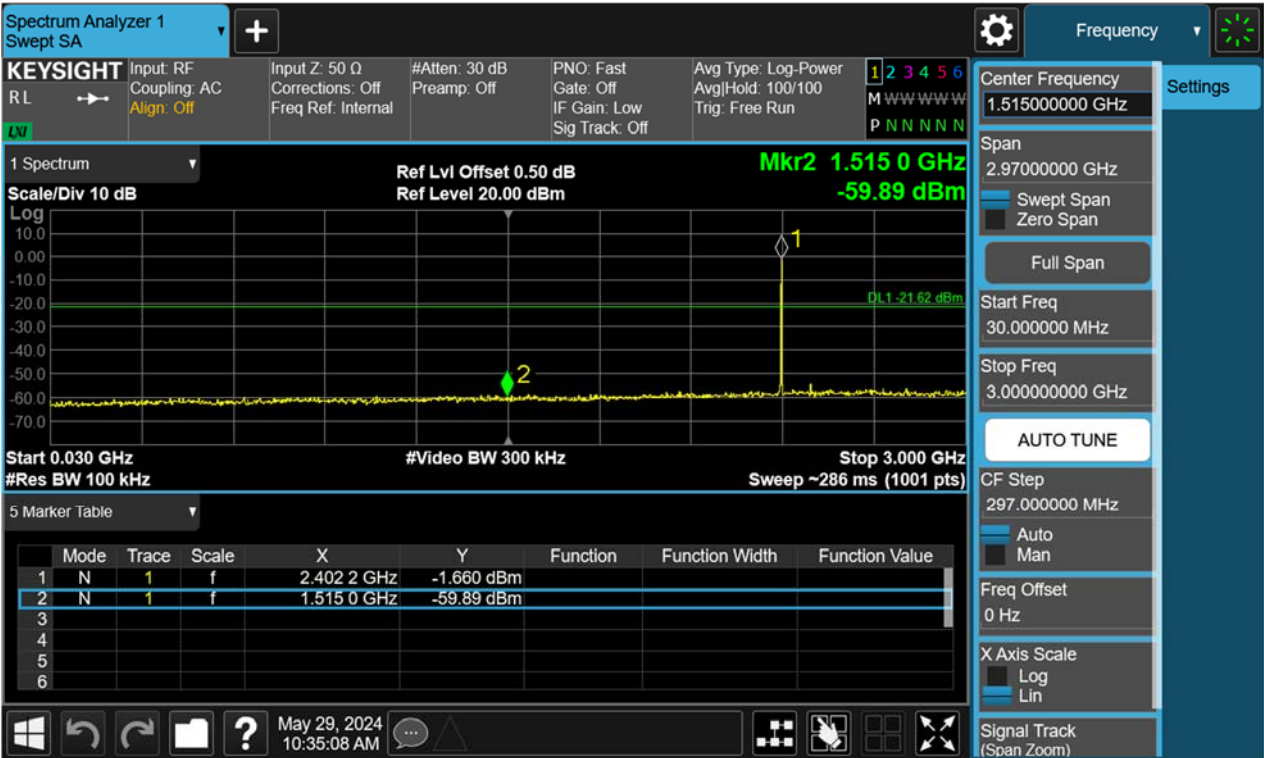 Spectrum Analyzer 1
Swept SA
+
Frequency
KEYSIGHT
R L
LXI
Input: RF
Coupling: AC
Align: Off
Input Z: 50 Ω
Corrections: Off
Freq Ref: Internal
#Atten: 30 dB
Preamp: Off
PNO: Fast
Gate: Off
IF Gain: Low
Sig Track: Off
Avg Type: Log-Power
Avg|Hold: 100/100
Trig: Free Run
1 2 3 4 5 6
M W W W W W
P N N N N N
1 Spectrum
Scale/Div 10 dB
Ref Lvl Offset 0.50 dB
Ref Level 20.00 dBm
Mkr2 1.515 0 GHz
-59.89 dBm
Log
10.0
0.00
-10.0
-20.0
-30.0
-40.0
-50.0
-60.0
-70.0
1
DL1 -21.62 dBm
2
Start 0.030 GHz
#Res BW 100 kHz
#Video BW 300 kHz
Stop 3.000 GHz
Sweep ~286 ms (1001 pts)
5 Marker Table
Mode Trace Scale X Y Function Function Width Function Value
1 N 1 f 2.402 2 GHz -1.660 dBm
2 N 1 f 1.515 0 GHz -59.89 dBm
3
4
5
6
?
May 29, 2024
10:35:08 AM
Center Frequency
1.515000000 GHz
Span
2.97000000 GHz
Swept Span
Zero Span
Full Span
Start Freq
30.000000 MHz
Stop Freq
3.000000000 GHz
AUTO TUNE
CF Step
297.000000 MHz
Auto
Man
Freq Offset
0 Hz
X Axis Scale
Log
Lin
Signal Track
(Span Zoom)
Settings